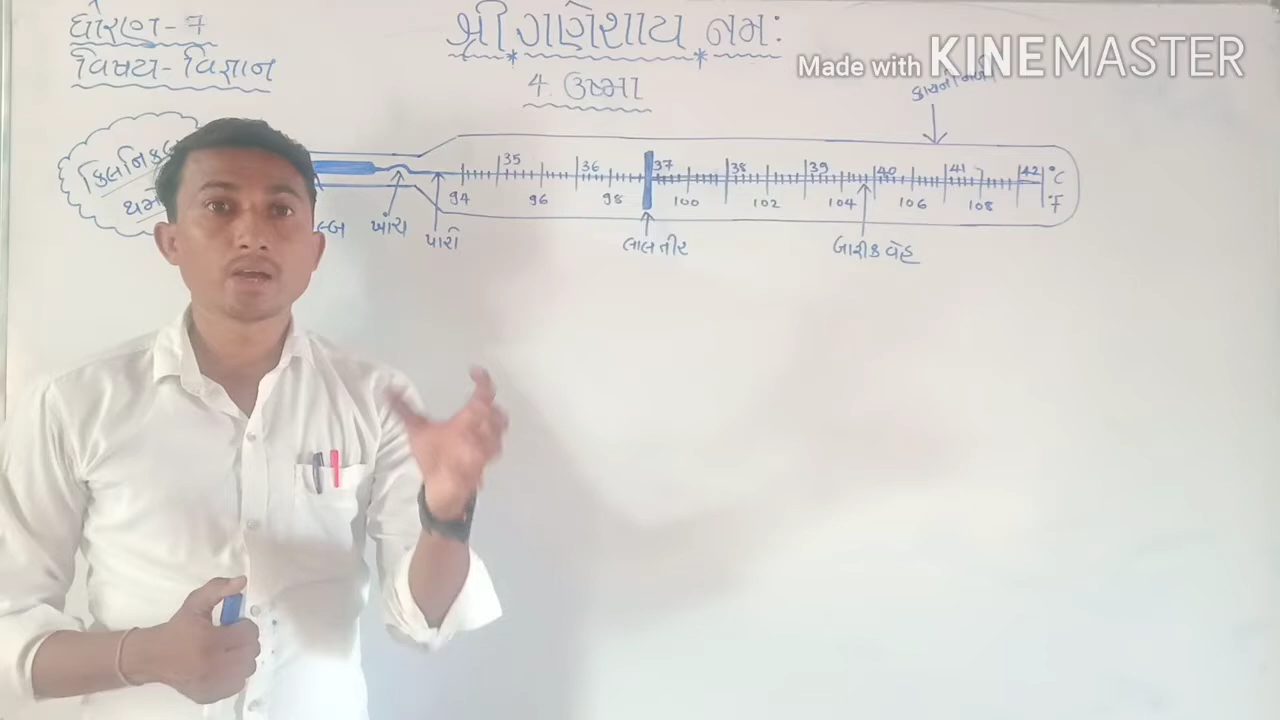 ધોરણ - 7
વિષય - વિજ્ઞાન
શ્રી ગણેશાય નમઃ
4. ઉષ્મા
Made with KINEMASTER
કાચની નળી
ક્લિનિકલ
35 36 37 38 39 40 41 42 °C
94 96 98 100 102 104 106 108 °F
ખાંચ
પારો
લાલ તીર
બારીક વેહ